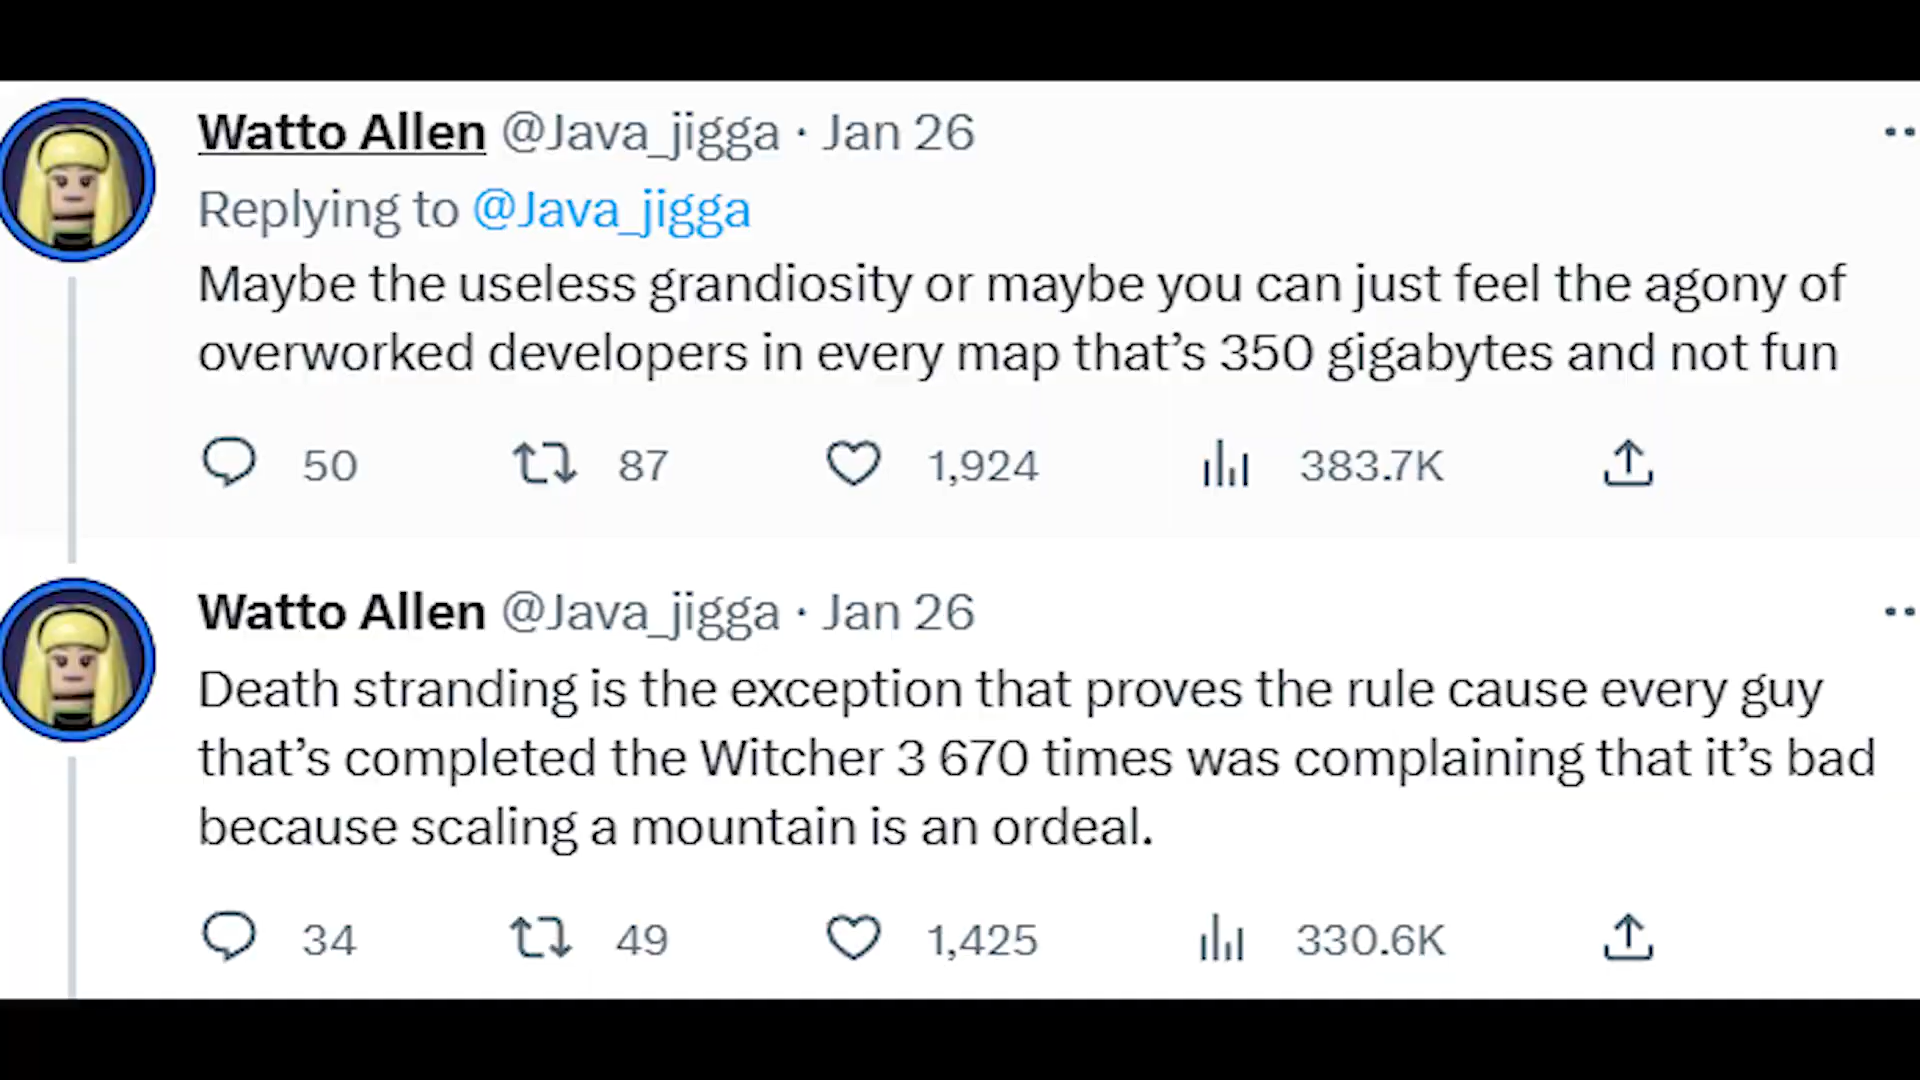 Watto Allen @Java_jigga · Jan 26
Replying to @Java_jigga
Maybe the useless grandiosity or maybe you can just feel the agony of
overworked developers in every map that’s 350 gigabytes and not fun
50 87 1,924 383.7K
Watto Allen @Java_jigga · Jan 26
Death stranding is the exception that proves the rule cause every guy
that’s completed the Witcher 3 670 times was complaining that it’s bad
because scaling a mountain is an ordeal.
34 49 1,425 330.6K